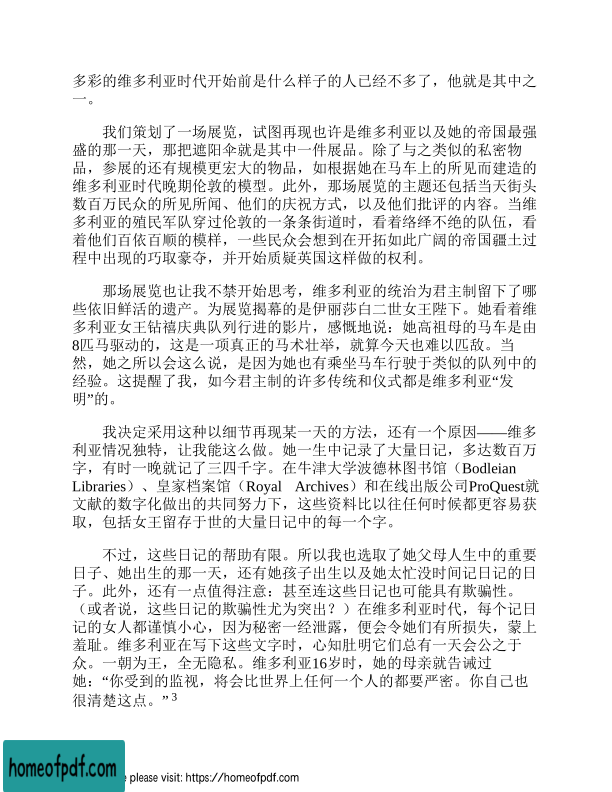 多彩的维多利亚时代开始前是什么样子的人已经不多了，他就是其中之
一。
我们策划了一场展览，试图再现也许是维多利亚以及她的帝国最强
盛的那一天，那把遮阳伞就是其中一件展品。除了与之类似的私密物
品，参展的还有规模更宏大的物品，如根据她在马车上的所见而建造的
维多利亚时代晚期伦敦的模型。此外，那场展览的主题还包括当天街头
数百万民众的所见所闻、他们的庆祝方式，以及他们批评的内容。当维
多利亚的殖民军队穿过伦敦的一条条街道时，看着络绎不绝的队伍，看
着他们百依百顺的模样，一些民众会想到在开拓如此广阔的帝国疆土过
程中出现的巧取豪夺，并开始质疑英国这样做的权利。
那场展览也让我不禁开始思考，维多利亚的统治为君主制留下了哪
些依旧鲜活的遗产。为展览揭幕的是伊丽莎白二世女王陛下。她看着维
多利亚女王钻禧庆典队列行进的影片，感慨地说：她高祖母的马车是由
8匹马驱动的，这是一项真正的马术壮举，就算今天也难以匹敌。当
然，她之所以会这么说，是因为她也有乘坐马车行驶于类似的队列中的
经验。这提醒了我，如今君主制的许多传统和仪式都是维多利亚“发
明”的。
我决定采用这种以细节再现某一天的方法，还有一个原因——维多
利亚情况独特，让我能这么做。她一生中记录了大量日记，多达数百万
字，有时一晚就记了三四千字。在牛津大学波德林图书馆（Bodleian
Libraries）、皇家档案馆（Royal Archives）和在线出版公司ProQuest就
文献的数字化做出的共同努力下，这些资料比以往任何时候都更容易获
取，包括女王留存于世的大量日记中的每一个字。
不过，这些日记的帮助有限。所以我也选取了她父母人生中的重要
日子、她出生的那一天，还有她孩子出生以及她太忙没时间记日记的日
子。此外，还有一点值得注意：甚至连这些日记也可能具有欺骗性。
（或者说，这些日记的欺骗性尤为突出？）在维多利亚时代，每个记日
记的女人都谨慎小心，因为秘密一经泄露，便会令她们有所损失，蒙上
羞耻。维多利亚在写下这些文字时，心知肚明它们总有一天会公之于
众。一朝为王，全无隐私。维多利亚16岁时，她的母亲就告诫过
她：“你受到的监视，将会比世界上任何一个人的都要严密。你自己也
很清楚这点。” 3
homeofpdf.com
e please visit: https://homeofpdf.com